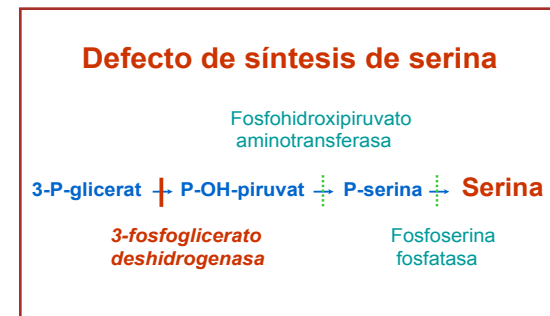 Defecto de síntesis de serina
Fosfohidroxipiruvato
aminotransferasa
3-P-glicerat → P-OH-piruvat → P-serina → Serina
3-fosfoglicerato
deshidrogenasa
Fosfoserina
fosfatasa